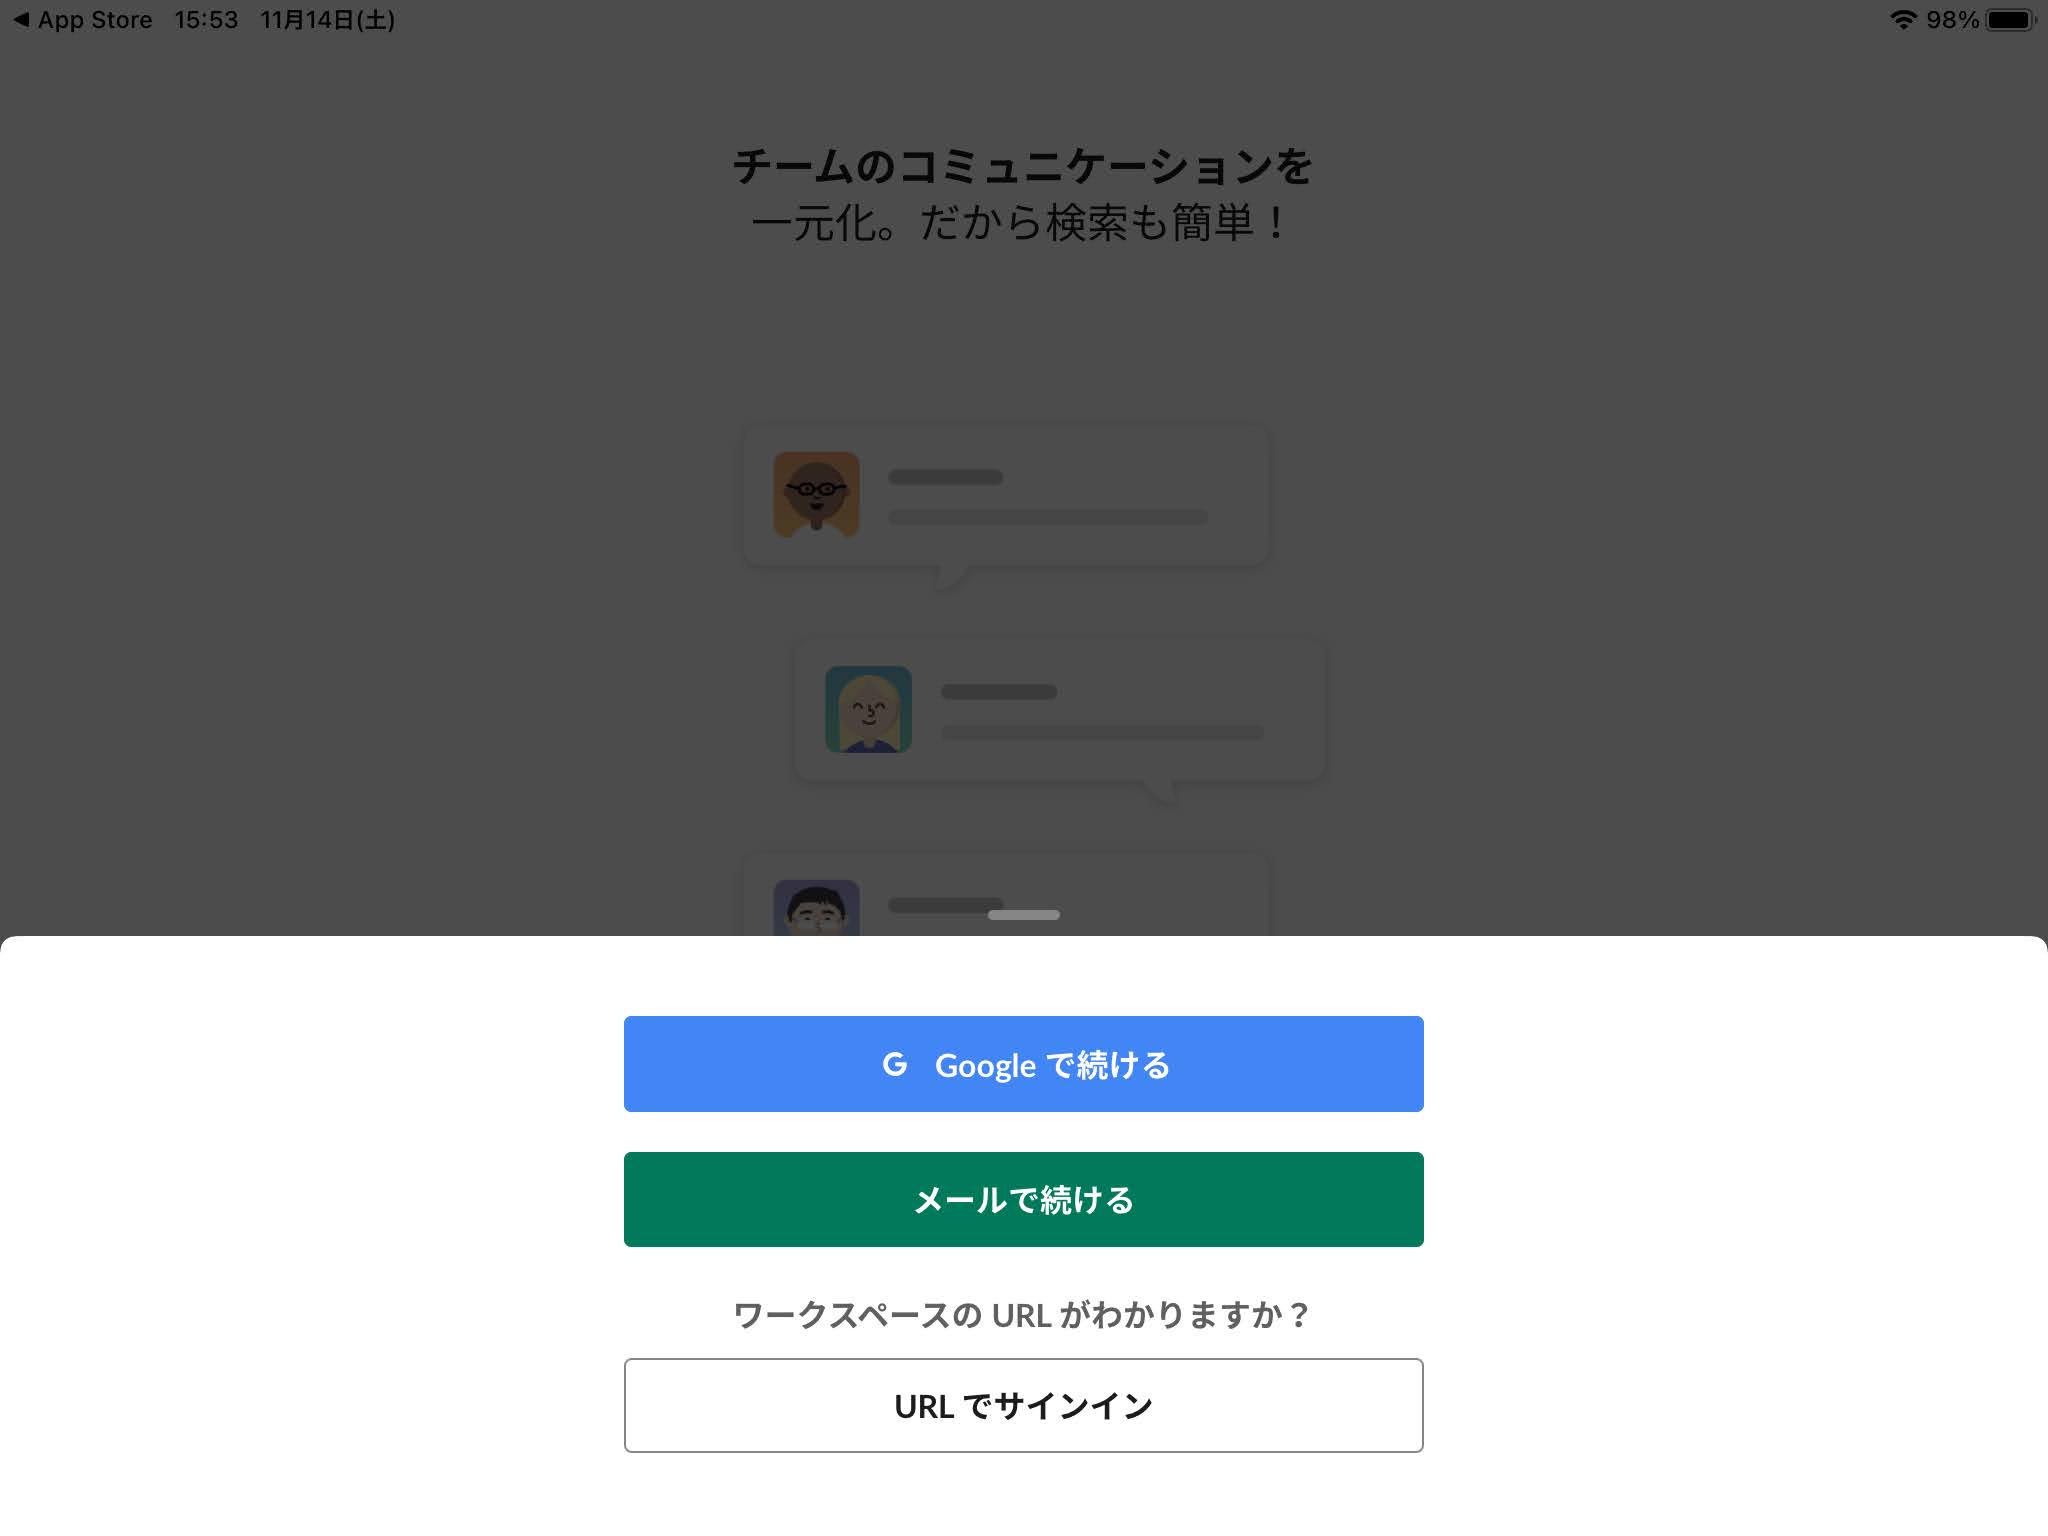 ◀ App Store 15:53 11月14日(土) 98%
チームのコミュニケーションを
一元化。だから検索も簡単！
G Google で続ける
メールで続ける
ワークスペースの URL がわかりますか？
URL でサインイン